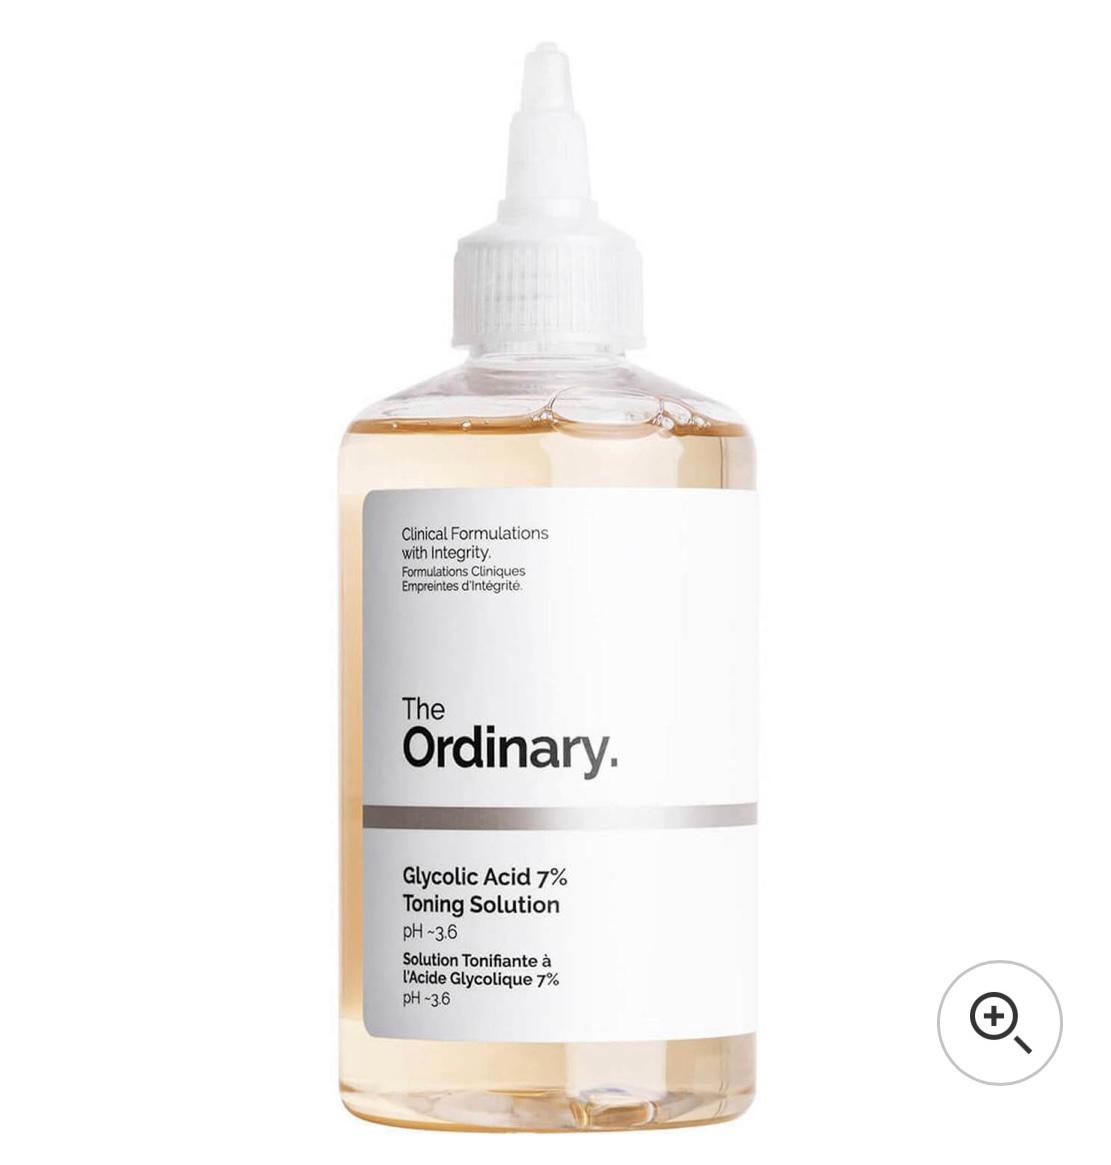 Clinical Formulations
with Integrity.
Formulations Cliniques
Empreintes d'Intégrité.
The
Ordinary.
Glycolic Acid 7%
Toning Solution
pH ~3.6
Solution Tonifiante à
l'Acide Glycolique 7%
pH ~3.6